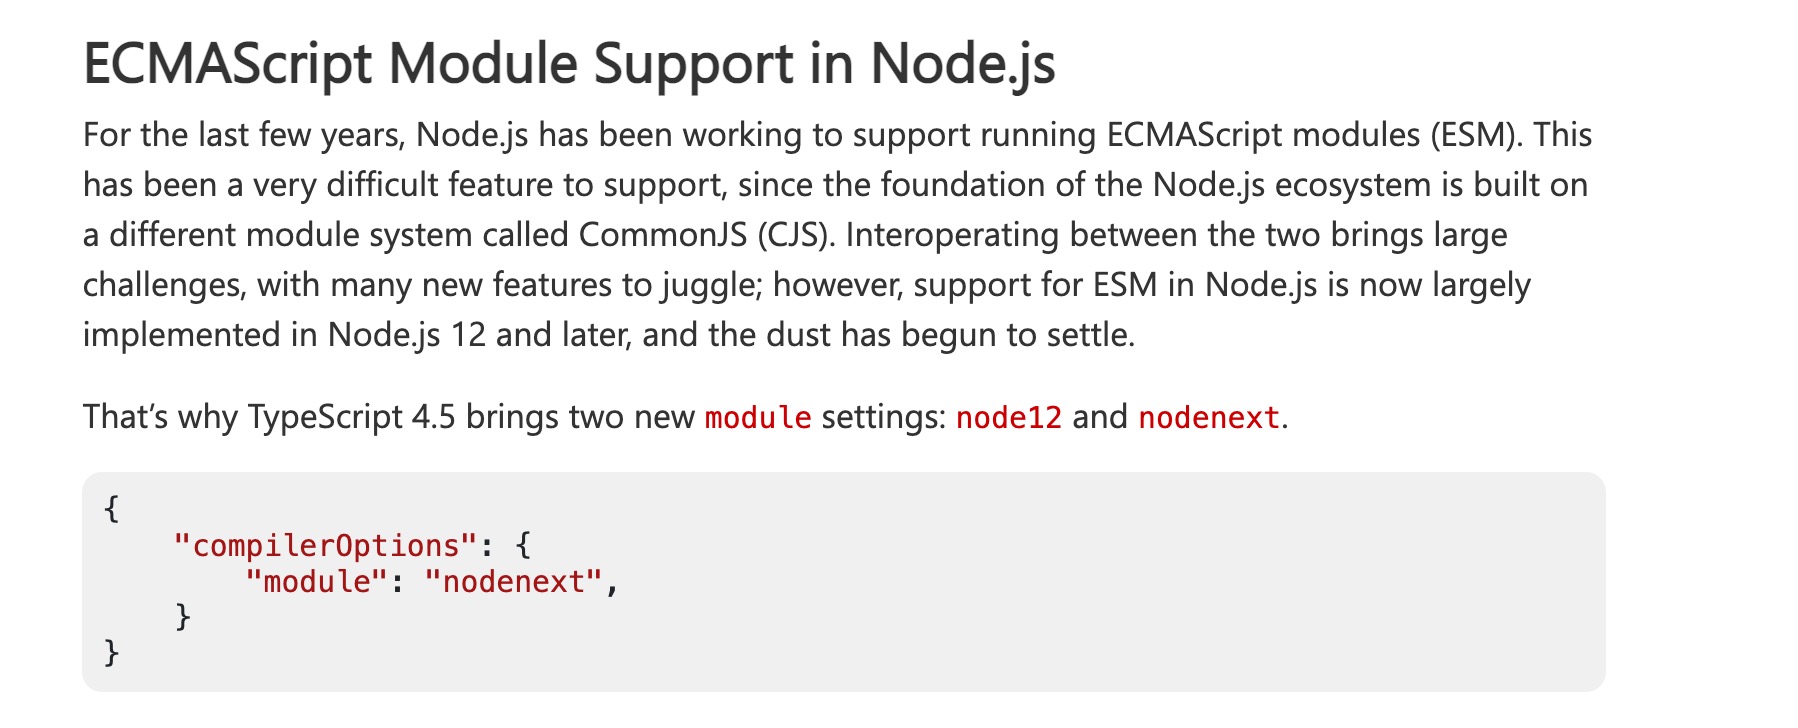 ECMAScript Module Support in Node.js
For the last few years, Node.js has been working to support running ECMAScript modules (ESM). This
has been a very difficult feature to support, since the foundation of the Node.js ecosystem is built on
a different module system called CommonJS (CJS). Interoperating between the two brings large
challenges, with many new features to juggle; however, support for ESM in Node.js is now largely
implemented in Node.js 12 and later, and the dust has begun to settle.
That’s why TypeScript 4.5 brings two new module settings: node12 and nodenext.
{
    "compilerOptions": {
        "module": "nodenext",
    }
}